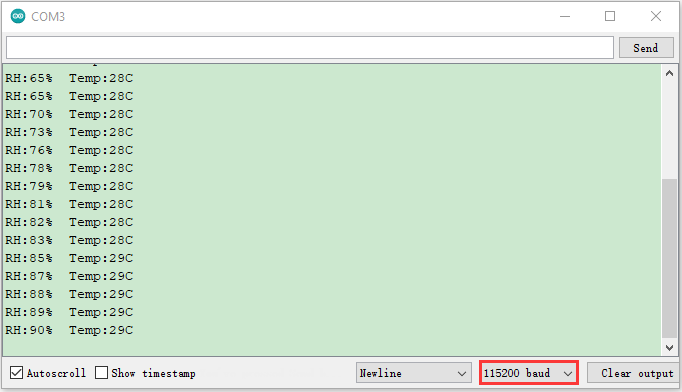 COM3
Send
RH:65%  Temp:28C
RH:65%  Temp:28C
RH:70%  Temp:28C
RH:73%  Temp:28C
RH:76%  Temp:28C
RH:78%  Temp:28C
RH:79%  Temp:28C
RH:81%  Temp:28C
RH:82%  Temp:28C
RH:83%  Temp:28C
RH:85%  Temp:29C
RH:87%  Temp:29C
RH:88%  Temp:29C
RH:89%  Temp:29C
RH:90%  Temp:29C
Autoscroll Show timestamp Newline 115200 baud Clear output